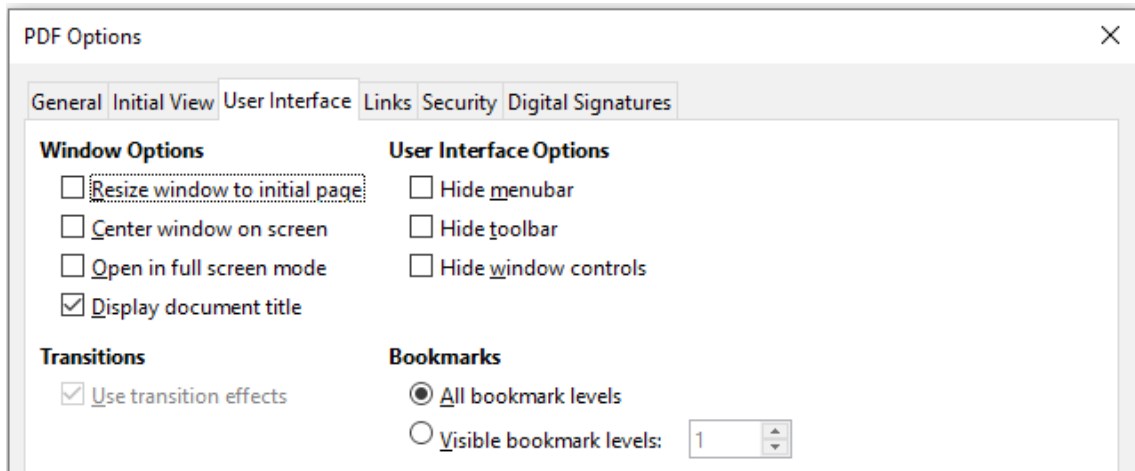 PDF Options
General Initial View User Interface Links Security Digital Signatures
Window Options
Resize window to initial page
Center window on screen
Open in full screen mode
Display document title
User Interface Options
Hide menubar
Hide toolbar
Hide window controls
Transitions
Use transition effects
Bookmarks
All bookmark levels
Visible bookmark levels: 1